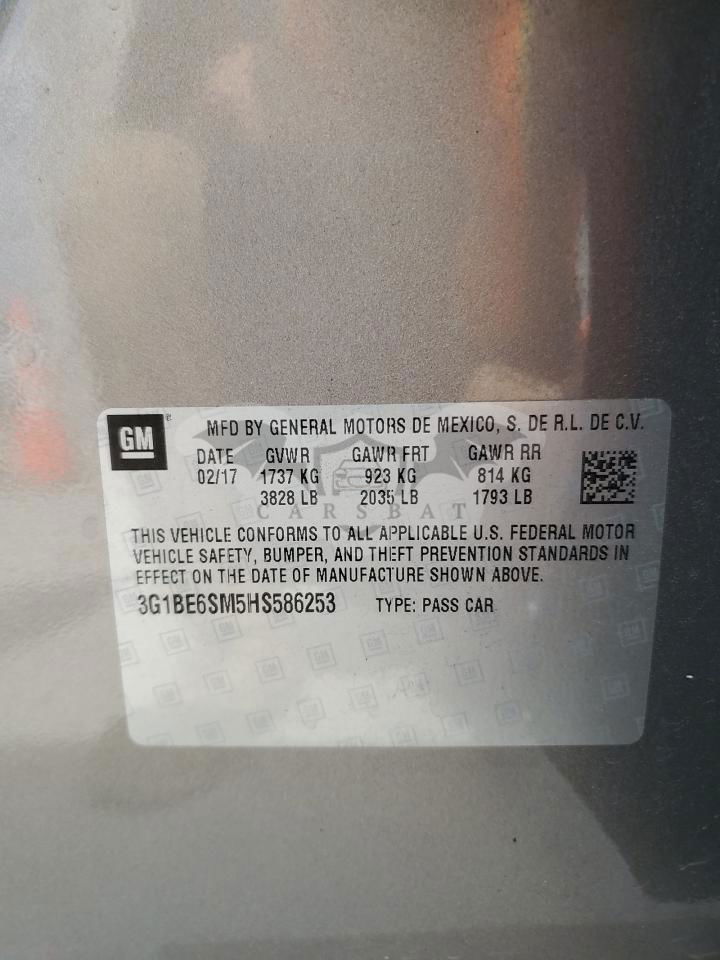 GM
MFD BY GENERAL MOTORS DE MEXICO, S. DE R.L. DE C.V.
DATE GVWR GAWR FRT GAWR RR
02/17 1737 KG 923 KG 814 KG
3828 LB 2035 LB 1793 LB
CARSBAT
THIS VEHICLE CONFORMS TO ALL APPLICABLE U.S. FEDERAL MOTOR
VEHICLE SAFETY, BUMPER, AND THEFT PREVENTION STANDARDS IN
EFFECT ON THE DATE OF MANUFACTURE SHOWN ABOVE.
3G1BE6SM5HS586253 TYPE: PASS CAR